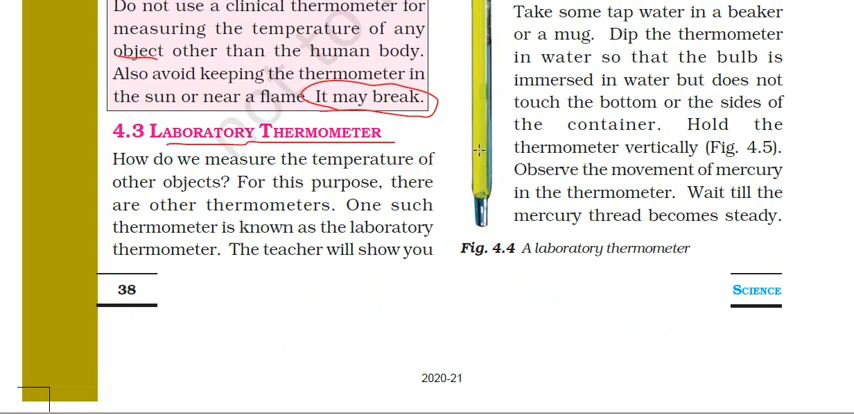 Do not use a clinical thermometer for
measuring the temperature of any
object other than the human body.
Also avoid keeping the thermometer in
the sun or near a flame. It may break.
4.3 LABORATORY THERMOMETER
How do we measure the temperature of
other objects? For this purpose, there
are other thermometers. One such
thermometer is known as the laboratory
thermometer. The teacher will show you
Take some tap water in a beaker
or a mug. Dip the thermometer
in water so that the bulb is
immersed in water but does not
touch the bottom or the sides of
the container. Hold the
thermometer vertically (Fig. 4.5).
Observe the movement of mercury
in the thermometer. Wait till the
mercury thread becomes steady.
Fig. 4.4 A laboratory thermometer
38
SCIENCE
2020-21
not to